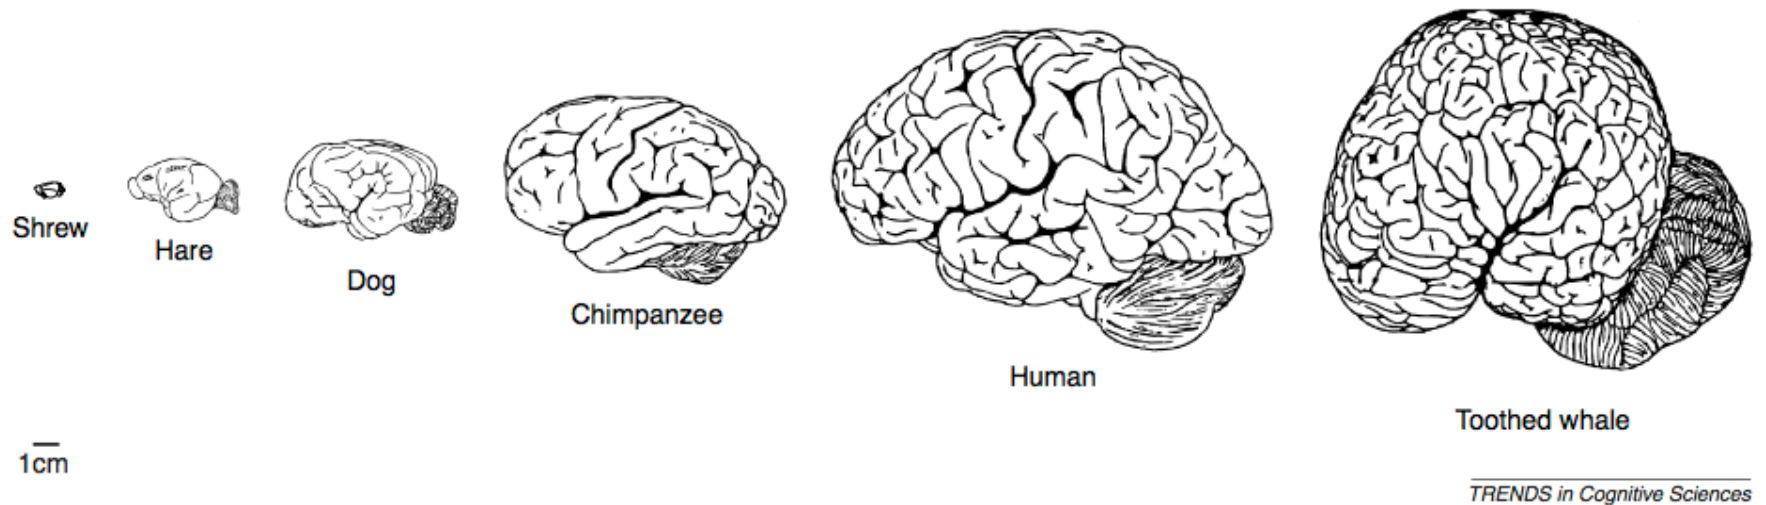 Shrew
Hare
Dog
Chimpanzee
Human
Toothed whale
1cm
TRENDS in Cognitive Sciences